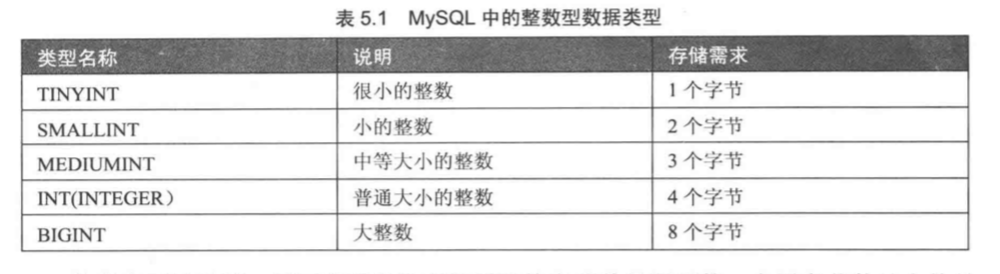 表 5.1 MySQL 中的整数型数据类型
类型名称 说明 存储需求
TINYINT 很小的整数 1 个字节
SMALLINT 小的整数 2 个字节
MEDIUMINT 中等大小的整数 3 个字节
INT(INTEGER） 普通大小的整数 4 个字节
BIGINT 大整数 8 个字节